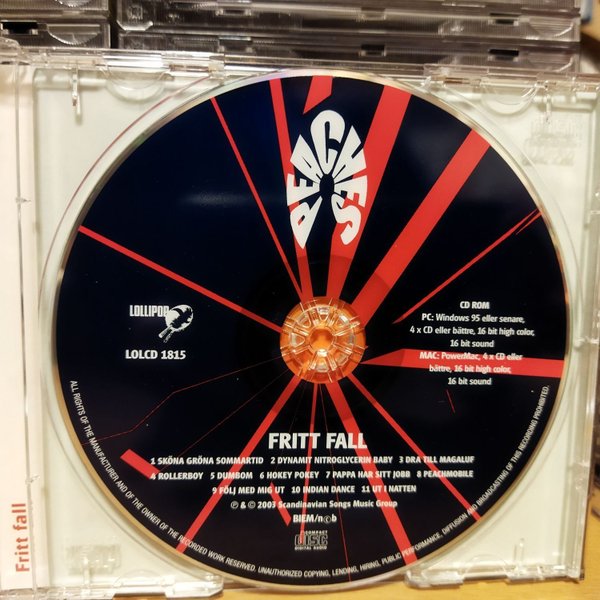 PEACHES
LOLLIPOP
LOLCD 1815
CD ROM
PC: Windows 95 eller senare,
4 x CD eller bättre, 16 bit high color,
16 bit sound
MAC: PowerMac, 4 x CD eller
bättre, 16 bit high color,
16 bit sound
FRITT FALL
1 SKÖNA GRÖNA SOMMARTID 2 DYNAMIT NITROGLYCERIN BABY 3 DRA TILL MAGALUF
4 ROLLERBOY 5 DUMBOM 6 HOKEY POKEY 7 PAPPA HAR SITT JOBB 8 PEACHMOBILE
9 FÖLJ MED MIG UT 10 INDIAN DANCE 11 UT I NATTEN
℗ & © 2003 Scandinavian Songs Music Group
BIEM/n©b
COMPACT
DISC
DIGITAL AUDIO
ALL RIGHTS OF THE MANUFACTURER AND OF THE OWNER OF THE RECORDED WORK RESERVED. UNAUTHORIZED COPYING, LENDING, HIRING, PUBLIC PERFORMANCE, DIFFUSION AND BROADCASTING OF THIS RECORDING PROHIBITED.
Fritt fall